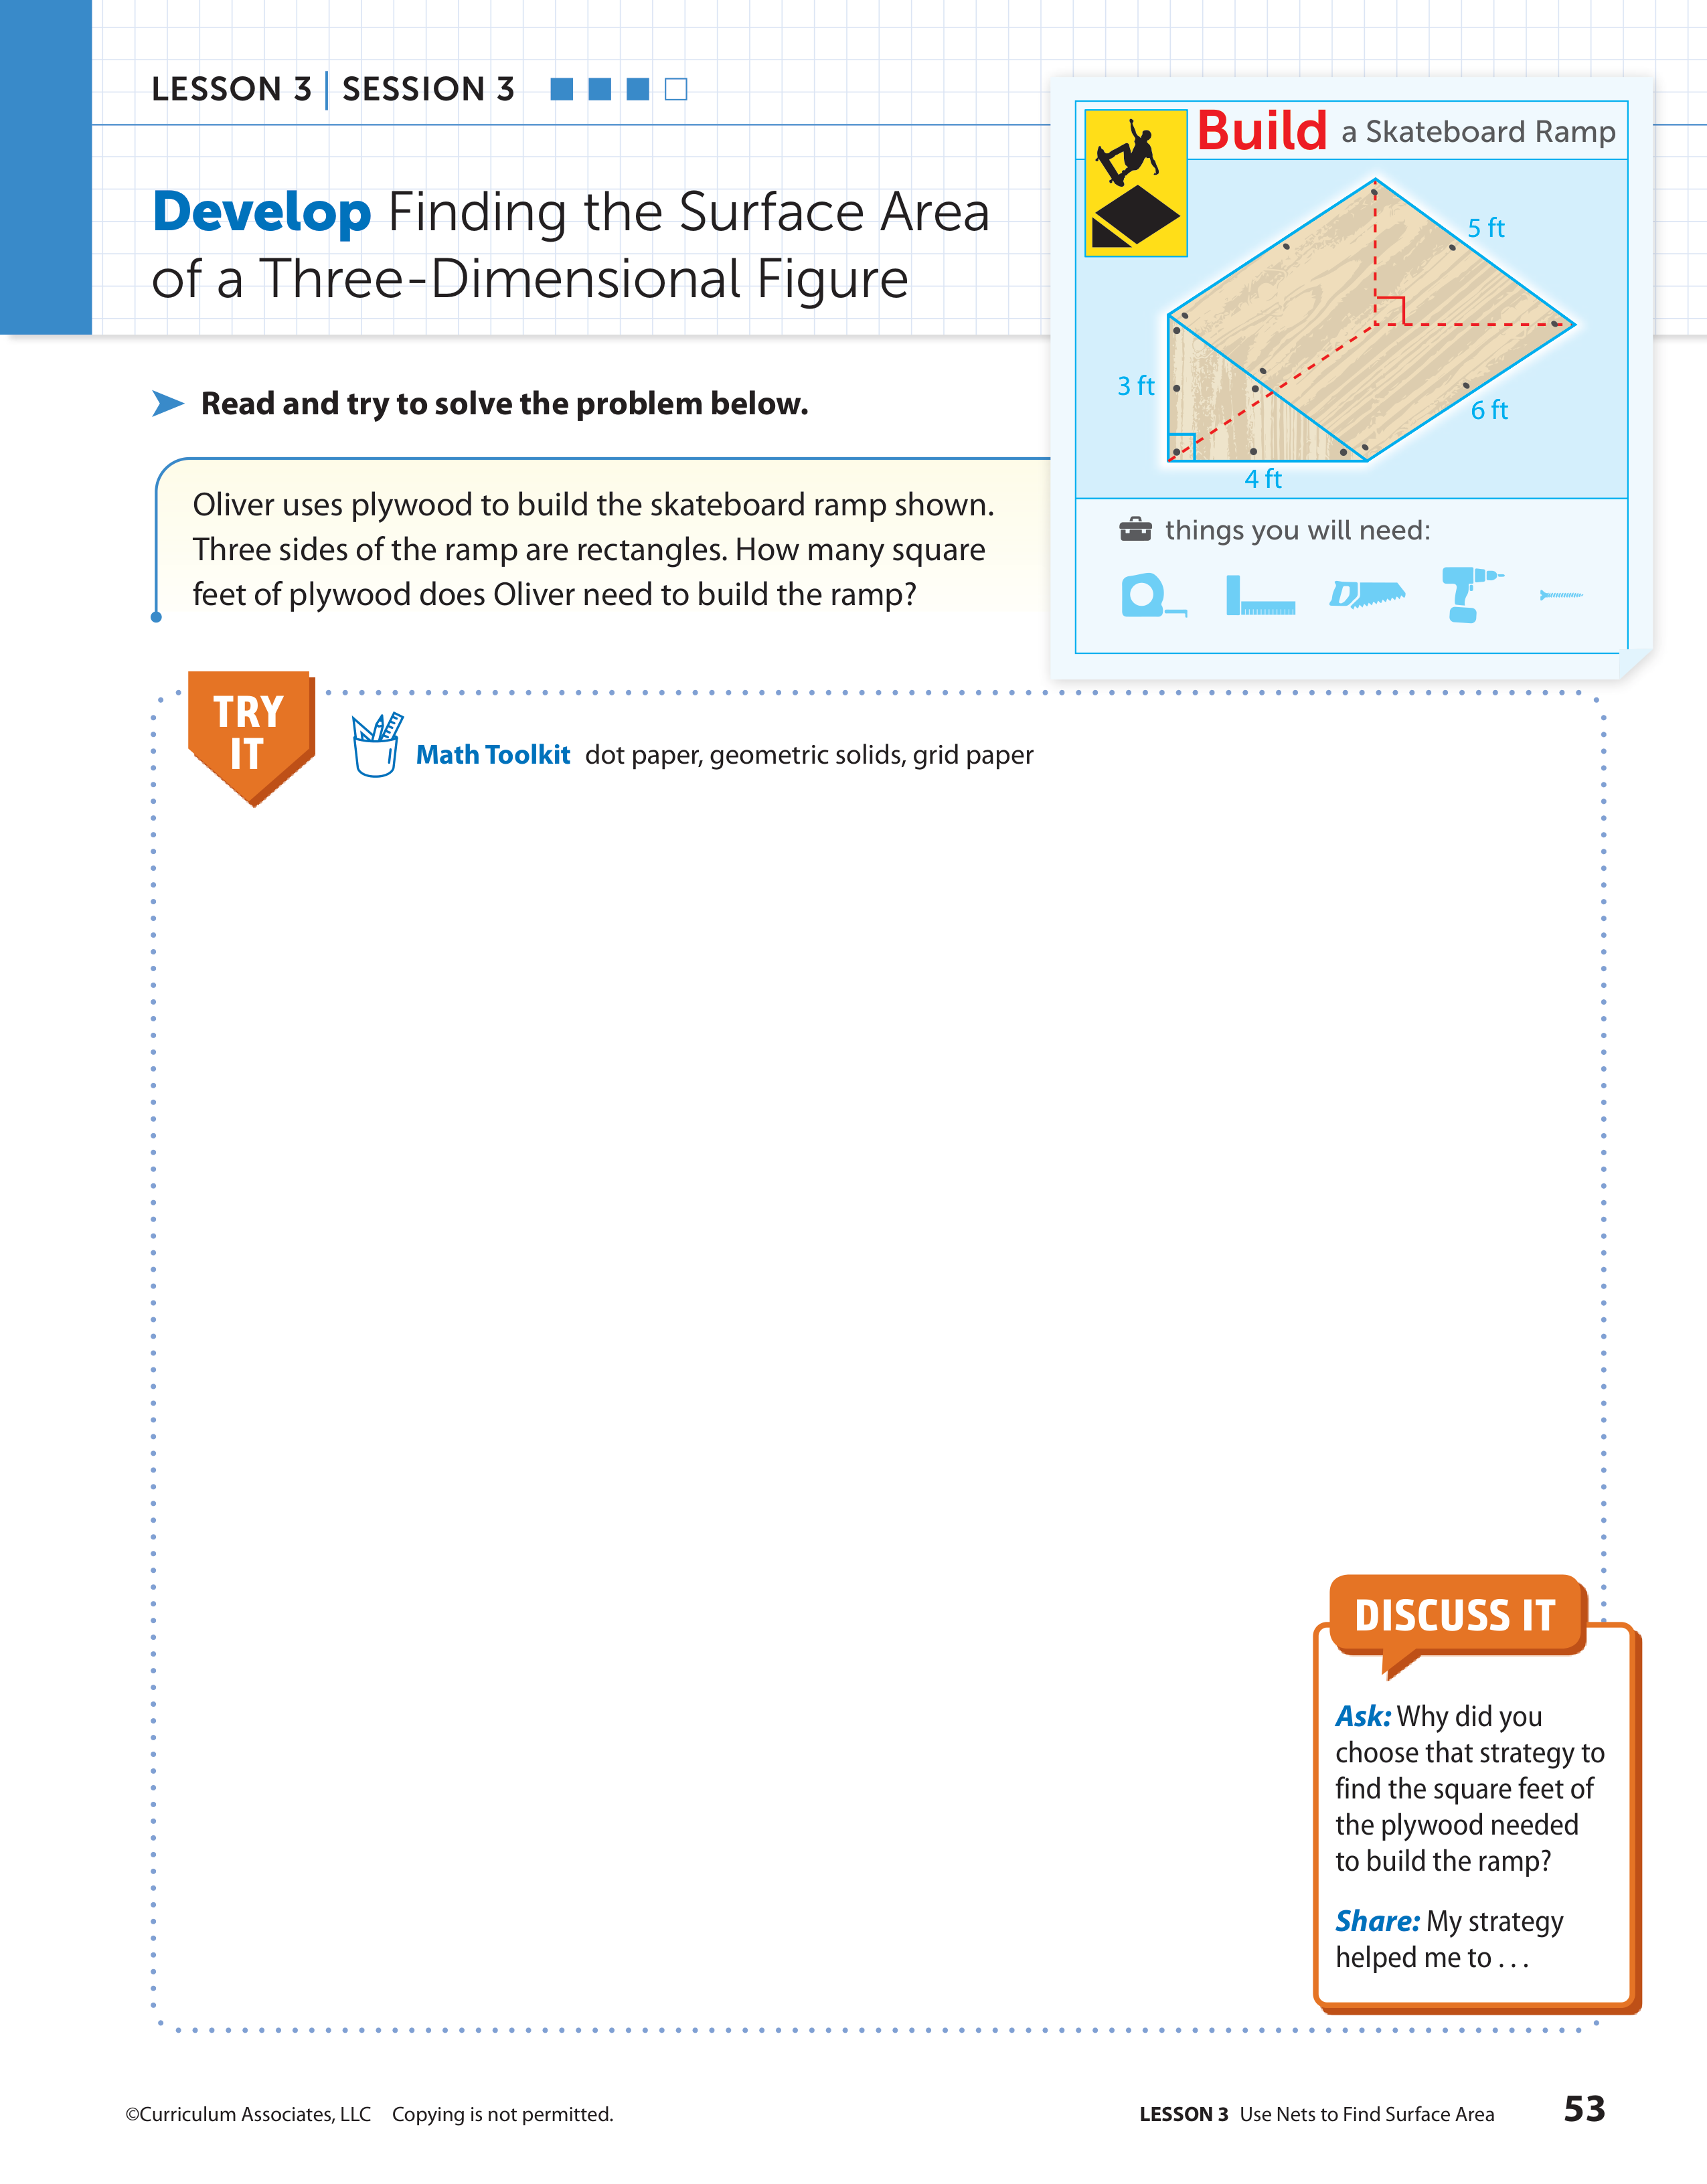 LESSON 3 | SESSION 3
Develop Finding the Surface Area
of a Three-Dimensional Figure
Build a Skateboard Ramp
5 ft
3 ft
6 ft
4 ft
things you will need:
Read and try to solve the problem below.
Oliver uses plywood to build the skateboard ramp shown.
Three sides of the ramp are rectangles. How many square
feet of plywood does Oliver need to build the ramp?
TRY
IT
Math Toolkit dot paper, geometric solids, grid paper
DISCUSS IT
Ask: Why did you
choose that strategy to
find the square feet of
the plywood needed
to build the ramp?
Share: My strategy
helped me to . . .
©Curriculum Associates, LLC Copying is not permitted.
LESSON 3 Use Nets to Find Surface Area 53